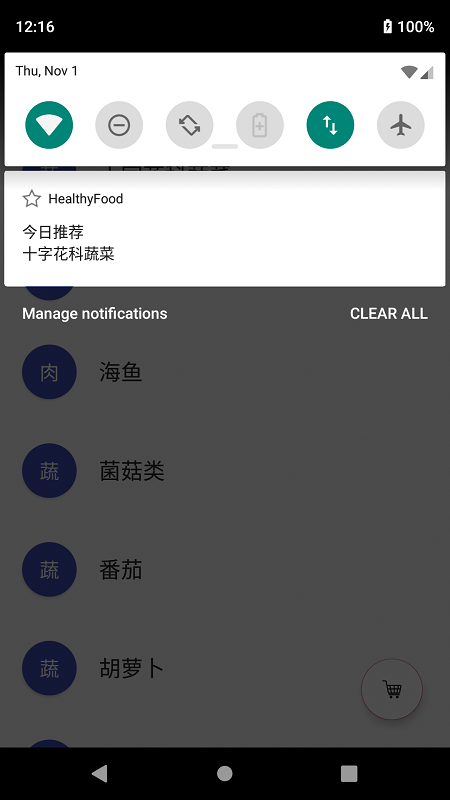 12:16
100%
Thu, Nov 1
HealthyFood
今日推荐
十字花科蔬菜
Manage notifications
CLEAR ALL
肉
海鱼
蔬
菌菇类
蔬
番茄
蔬
胡萝卜